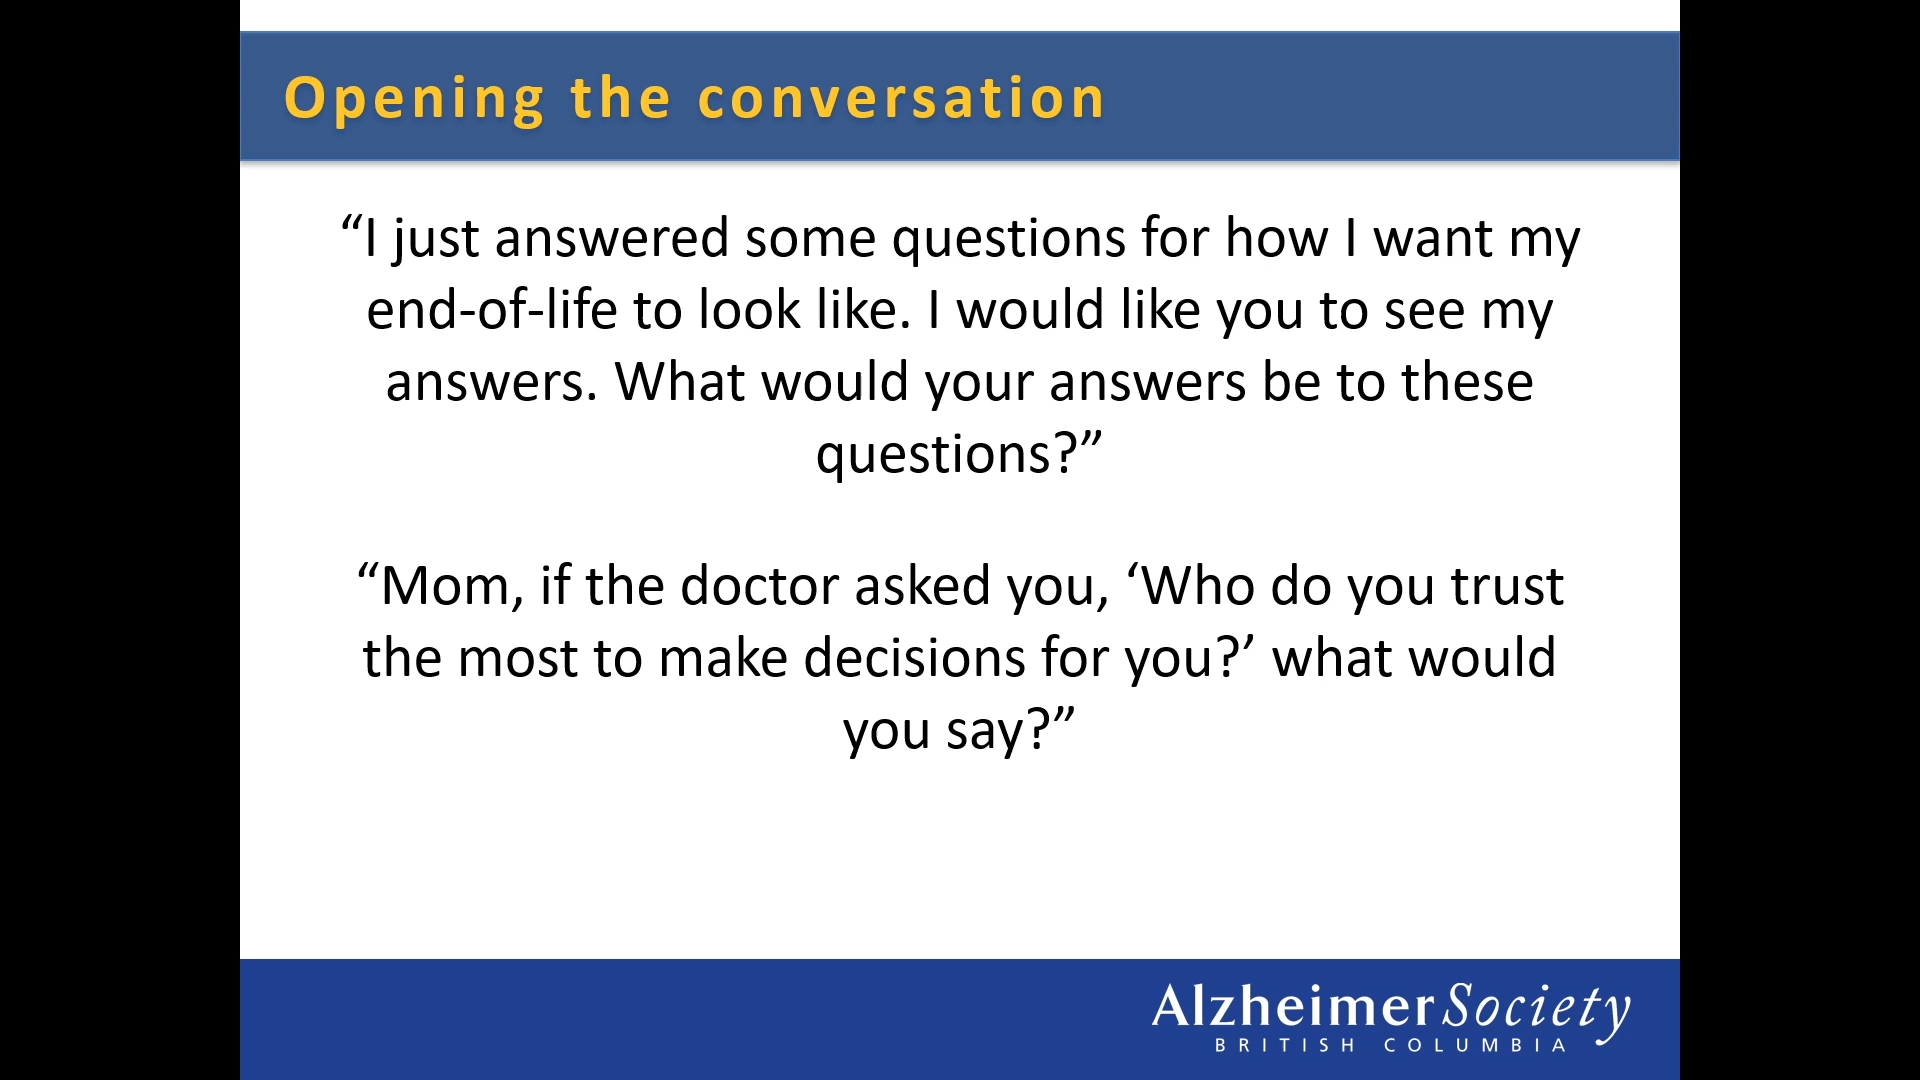 Opening the conversation
“I just answered some questions for how I want my
end-of-life to look like. I would like you to see my
answers. What would your answers be to these
questions?”
“Mom, if the doctor asked you, ‘Who do you trust
the most to make decisions for you?’ what would
you say?”
AlzheimerSociety
BRITISH COLUMBIA